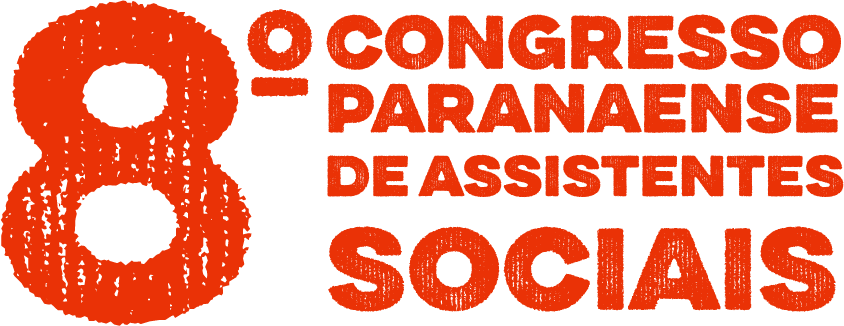 8º CONGRESSO
PARANAENSE
DE ASSISTENTES
SOCIAIS